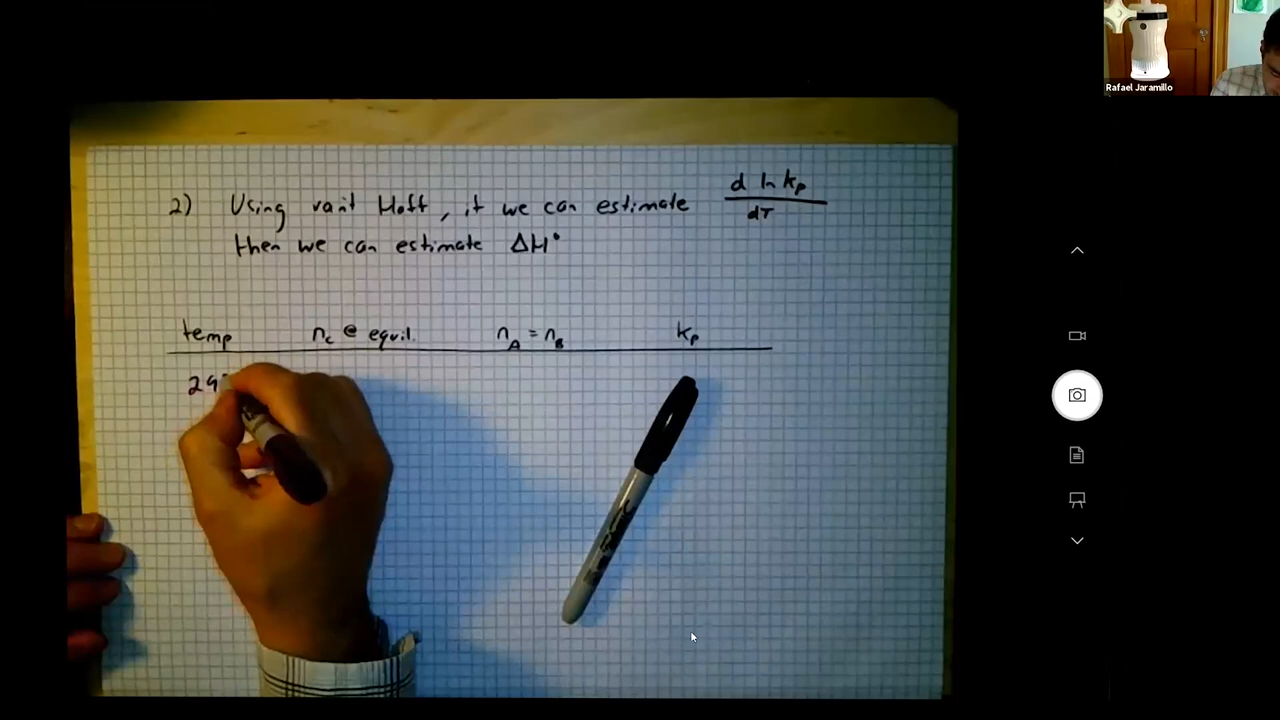 Rafael Jaramillo
2) Using van't Hoff, if we can estimate d ln Kp / dT
then we can estimate ΔH°
temp nc @ equil. nA = nB Kp
29